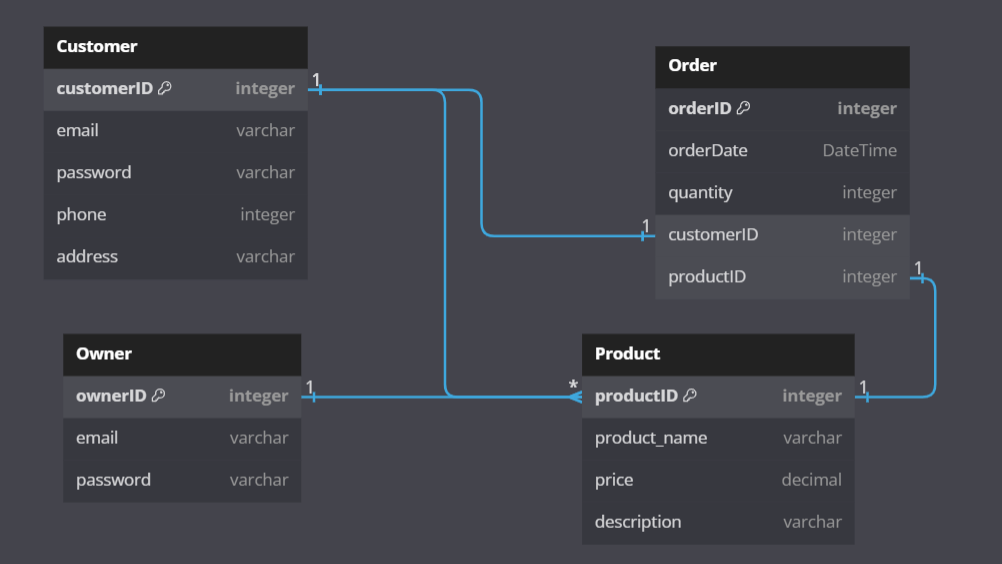 Customer
customerID integer
email varchar
password varchar
phone integer
address varchar
1
Order
orderID integer
orderDate DateTime
quantity integer
1 customerID integer
productID integer 1
Owner
ownerID integer 1
email varchar
password varchar
Product
* productID integer 1
product_name varchar
price decimal
description varchar